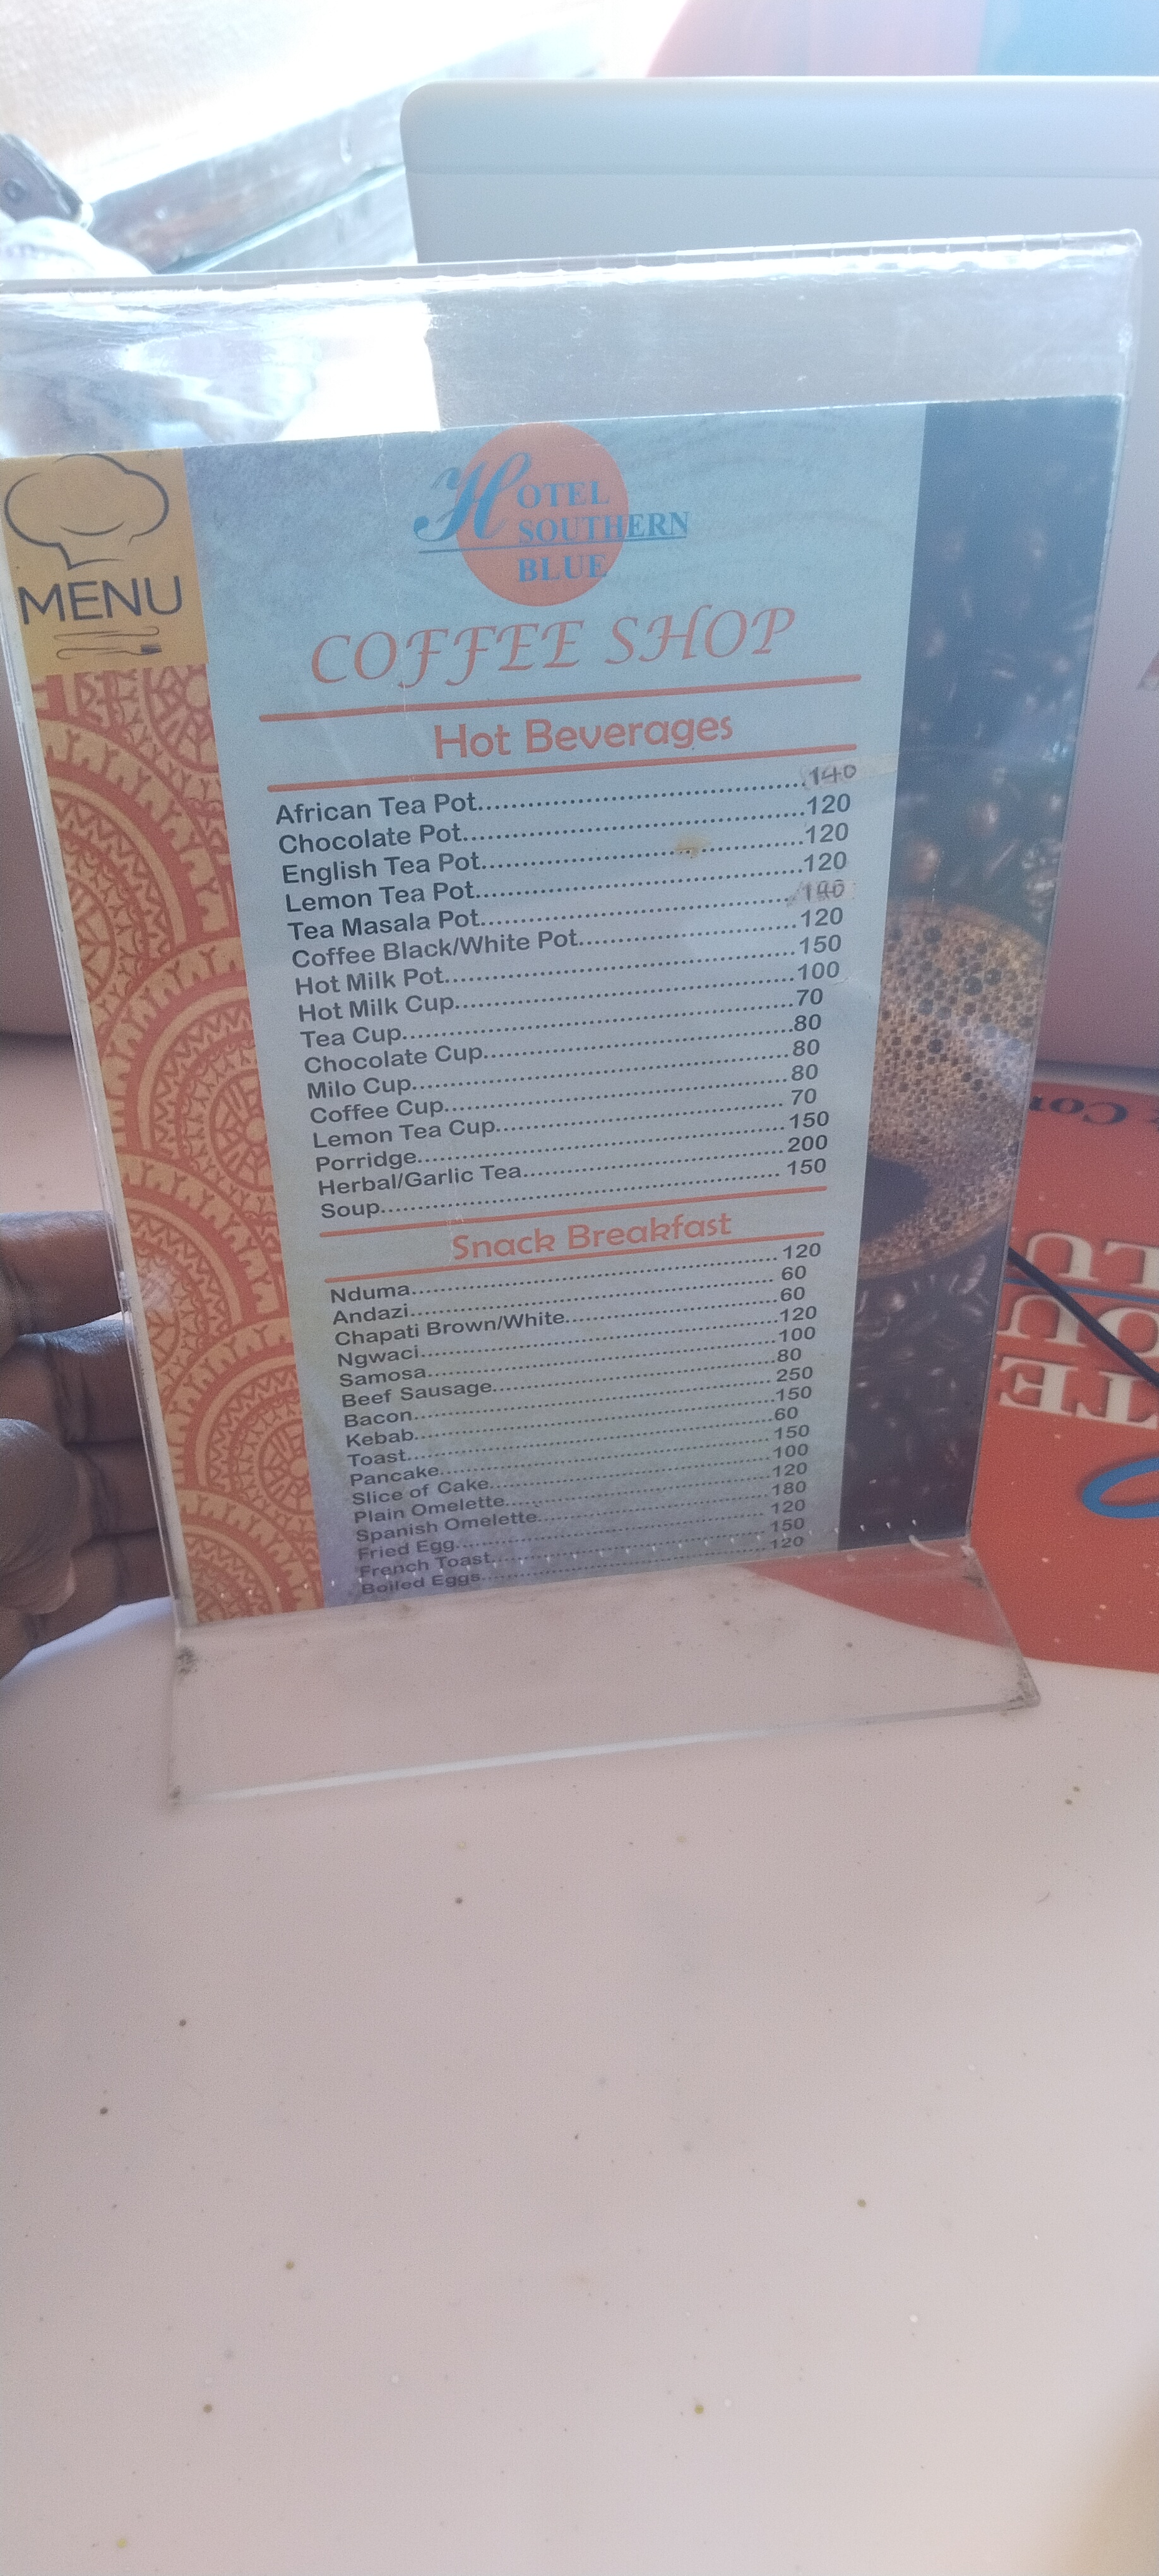 MENU
HOTEL
SOUTHERN
BLUE
COFFEE SHOP
Hot Beverages
African Tea Pot..........140
Chocolate Pot..........120
English Tea Pot..........120
Lemon Tea Pot..........120
Tea Masala Pot..........140
Coffee Black/White Pot..........120
Hot Milk Pot..........150
Hot Milk Cup..........100
Tea Cup..........70
Chocolate Cup..........80
Milo Cup..........80
Coffee Cup..........80
Lemon Tea Cup..........70
Porridge..........150
Herbal/Garlic Tea..........200
Soup..........150
Snack Breakfast
Nduma..........120
Andazi..........60
Chapati Brown/White..........60
Ngwaci..........120
Samosa..........100
Beef Sausage..........80
Bacon..........250
Kebab..........150
Toast..........60
Pancake..........150
Slice of Cake..........100
Plain Omelette..........120
Spanish Omelette..........180
Fried Egg..........120
French Toast..........150
Boiled Eggs..........120